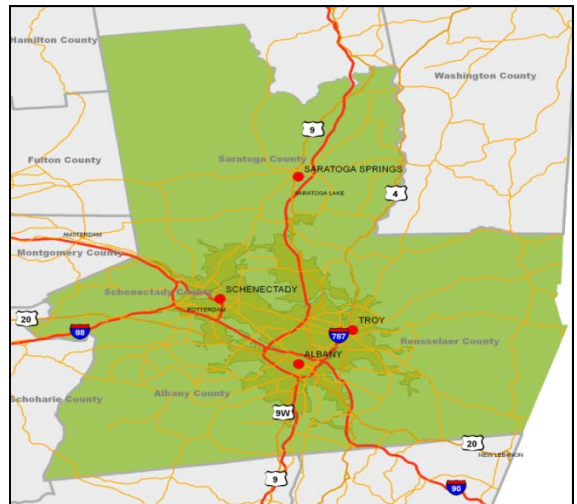 Hamilton County
Washington County
9
Fulton County
Saratoga County
SARATOGA SPRINGS
SARATOGA LAKE
4
AMSTERDAM
Montgomery County
SCHENECTADY
Schenectady County
ROTTERDAM
20
88
TROY
787
Rensselaer County
ALBANY
Schoharie County
Albany County
9W
20
NEW LEBANON
9
90